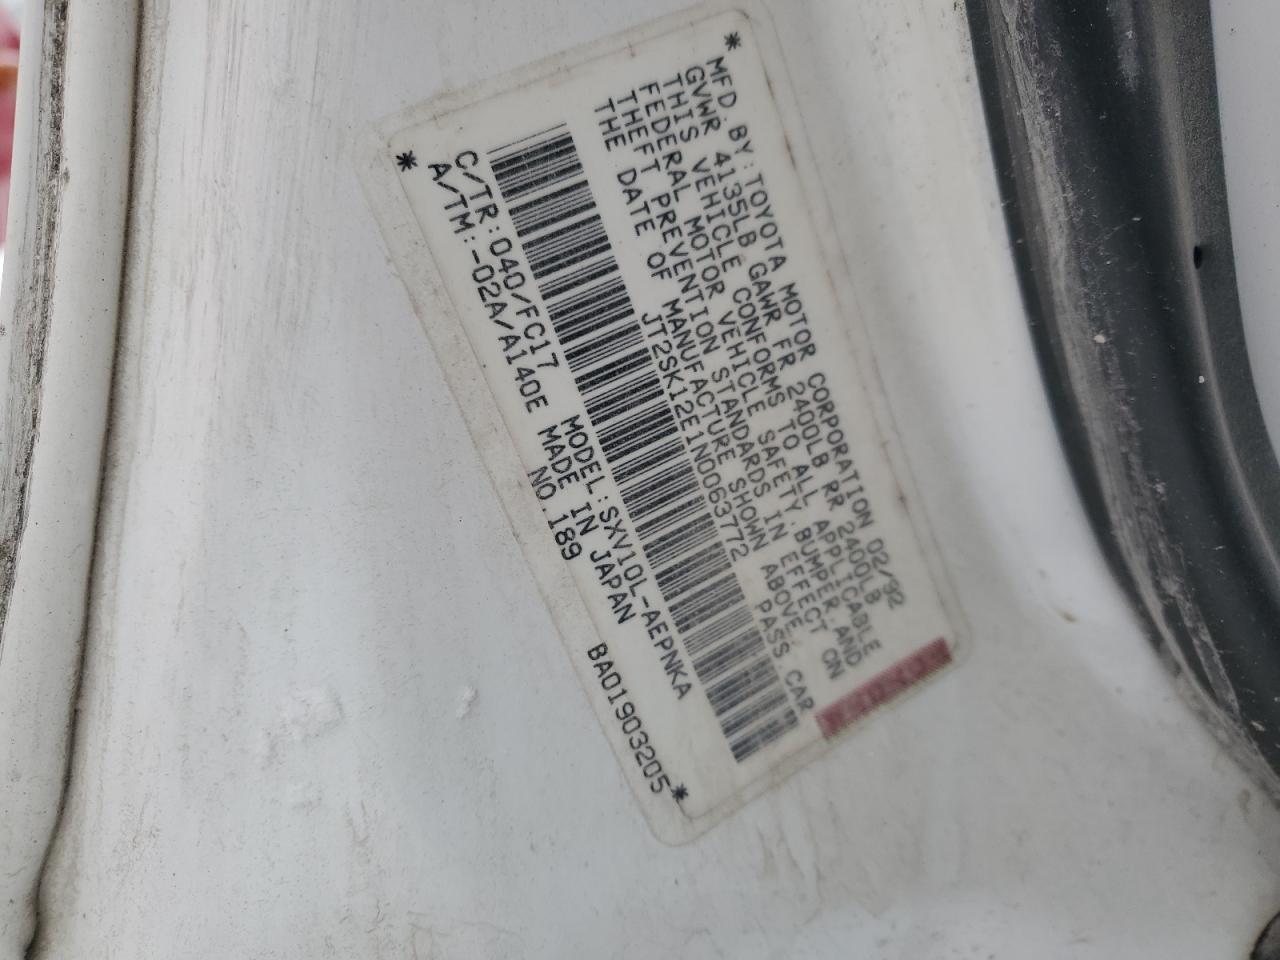 * MFD. BY: TOYOTA MOTOR CORPORATION 02/92
GVWR 4135LB GAWR FR 2400LB RR 2400LB
THIS VEHICLE CONFORMS TO ALL APPLICABLE
FEDERAL MOTOR VEHICLE SAFETY, BUMPER, AND
THEFT PREVENTION STANDARDS IN EFFECT ON
THE DATE OF MANUFACTURE SHOWN ABOVE.
JT2SK12E1N0063772 PASS. CAR
C/TR: 040/FC17 MODEL: SXV10L-AEPNKA
A/TM: -02A/A140E MADE IN JAPAN
* NO. 189 BA01903205 *